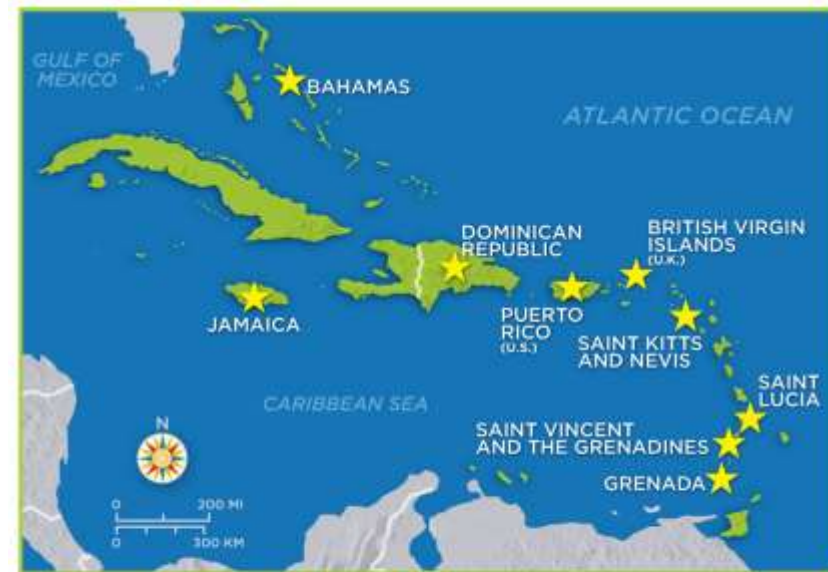 GULF OF
MEXICO
BAHAMAS
ATLANTIC OCEAN
DOMINICAN
REPUBLIC
BRITISH VIRGIN
ISLANDS
(U.K.)
JAMAICA
PUERTO
RICO
(U.S.)
SAINT KITTS
AND NEVIS
CARIBBEAN SEA
SAINT
LUCIA
SAINT VINCENT
AND THE GRENADINES
GRENADA
N
0 200 MI
0 300 KM